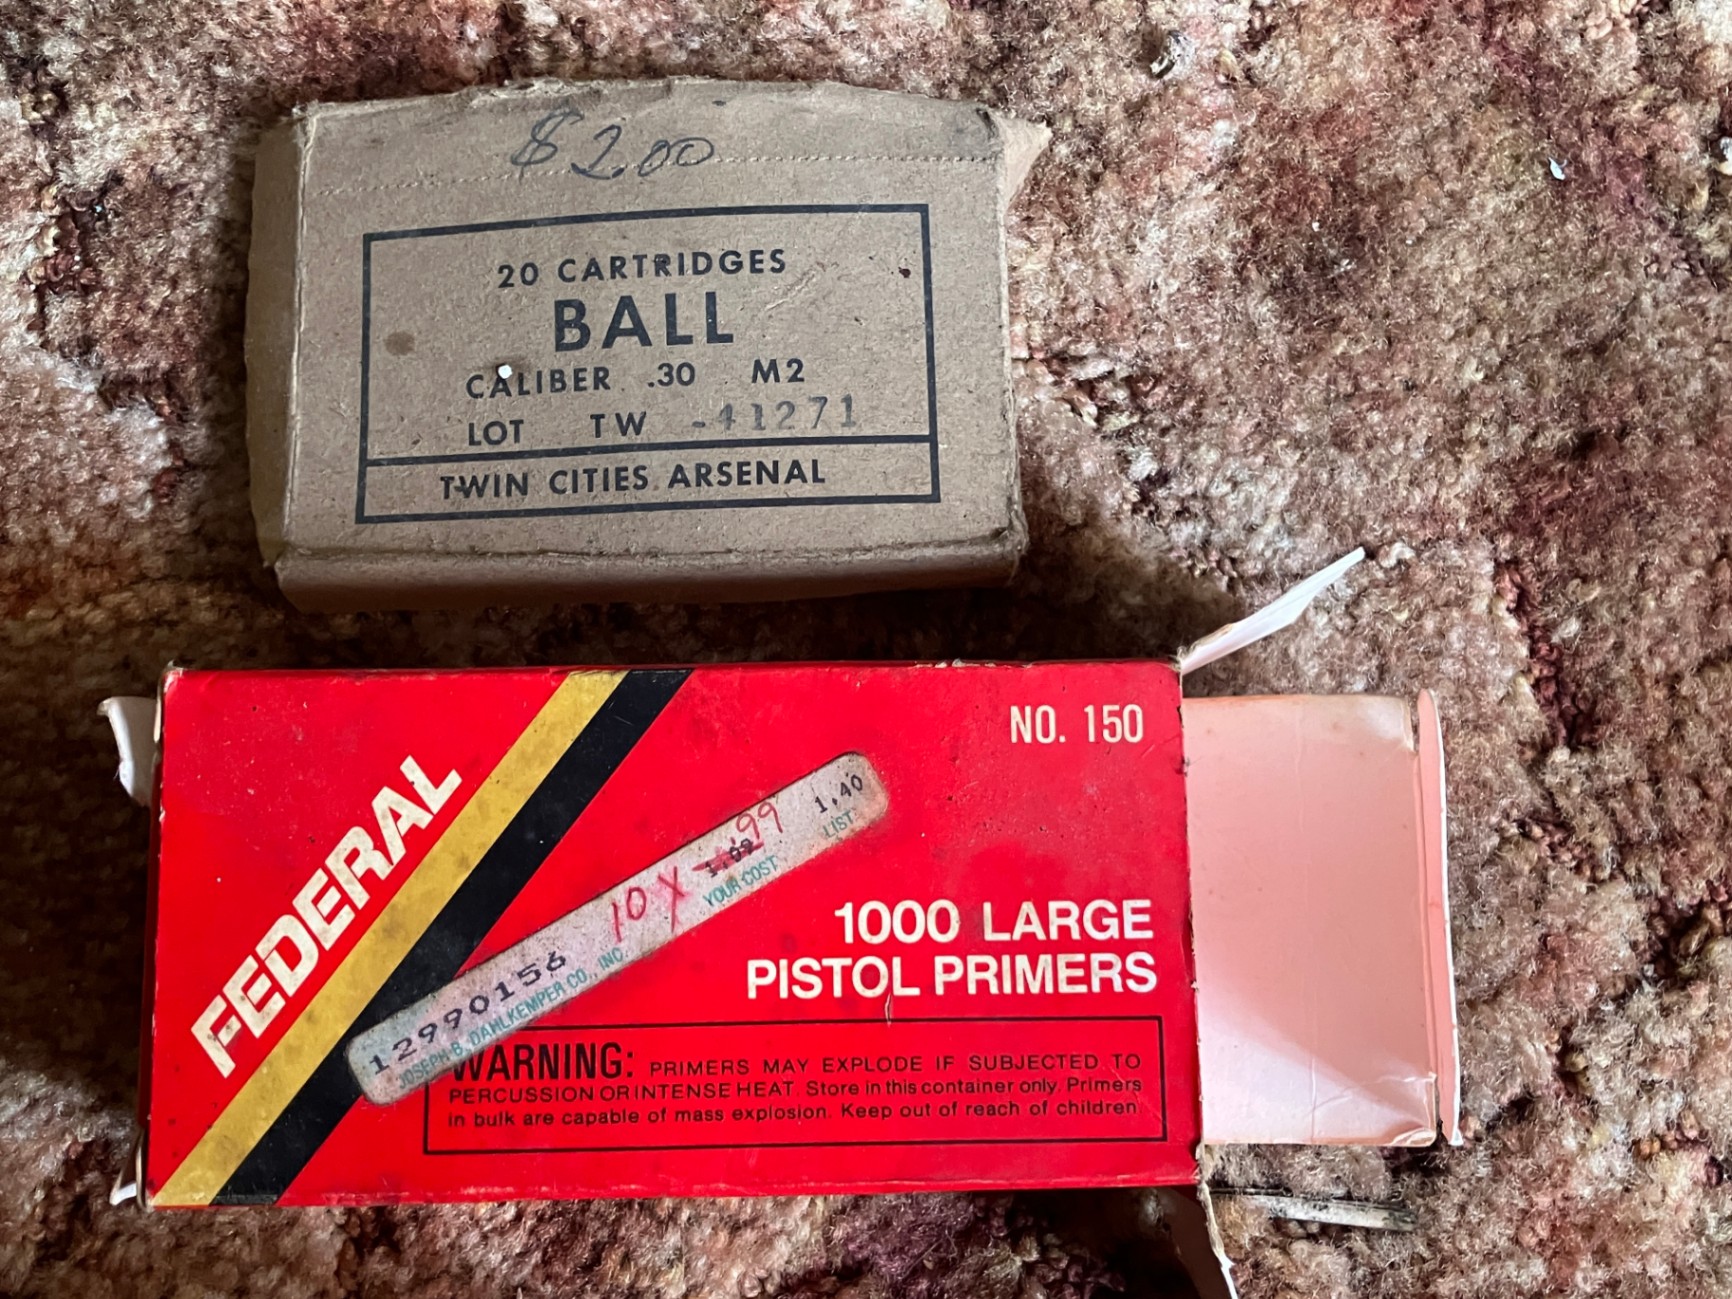 $2.00
20 CARTRIDGES
BALL
CALIBER .30 M2
LOT TW -41271
TWIN CITIES ARSENAL
FEDERAL
NO. 150
12990156 10 X 1.09 .99 1.40
JOSEPH B. DAHLKEMPER CO., INC. YOUR COST LIST
1000 LARGE
PISTOL PRIMERS
WARNING: PRIMERS MAY EXPLODE IF SUBJECTED TO
PERCUSSION OR INTENSE HEAT. Store in this container only. Primers
in bulk are capable of mass explosion. Keep out of reach of children